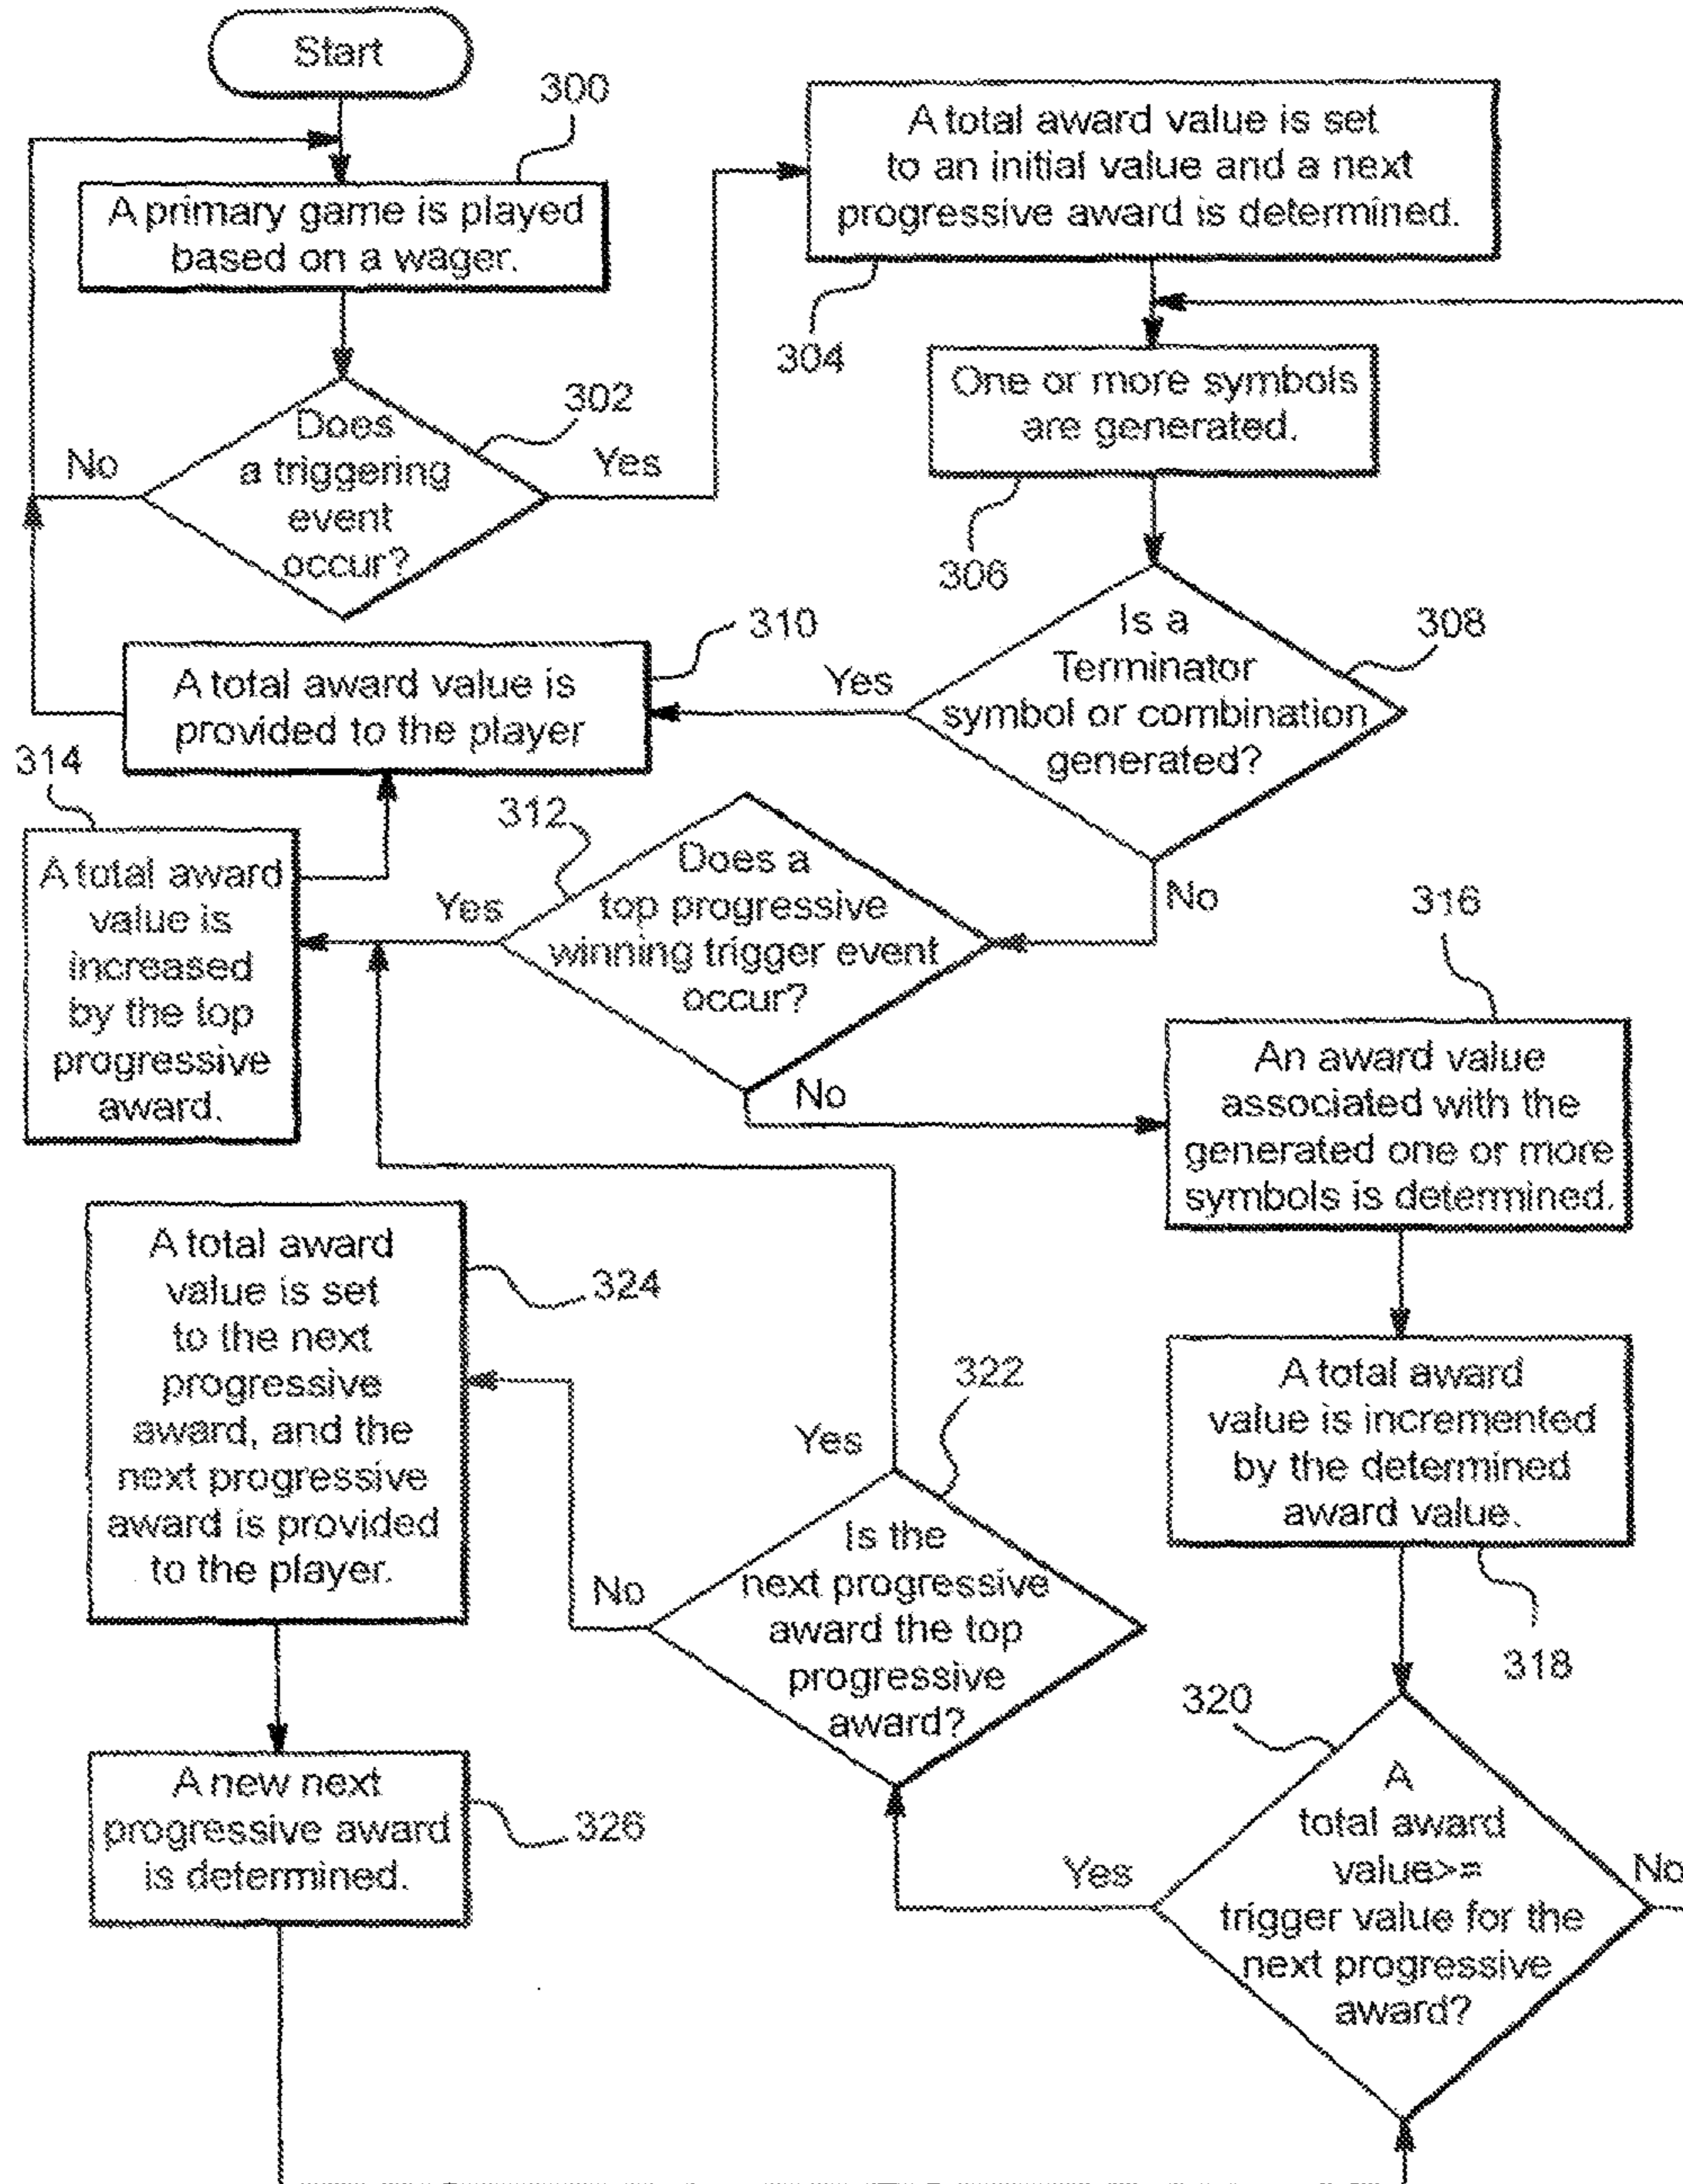 Start
300
A primary game is played
based on a wager.
302
Does
a triggering
event
occur?
No
Yes
A total award value is set
to an initial value and a next
progressive award is determined.
304
One or more symbols
are generated.
306
Is a
Terminator
symbol or combination
generated?
308
Yes
No
310
A total award value is
provided to the player
314
A total award
value is
increased
by the top
progressive
award.
312
Does a
top progressive
winning trigger event
occur?
Yes
No
316
An award value
associated with the
generated one or more
symbols is determined.
A total award
value is incremented
by the determined
award value.
318
320
A
total award
value>=
trigger value for the
next progressive
award?
Yes
No
322
Is the
next progressive
award the top
progressive
award?
Yes
No
A total award
value is set
to the next
progressive
award, and the
next progressive
award is provided
to the player.
324
A new next
progressive award
is determined.
326